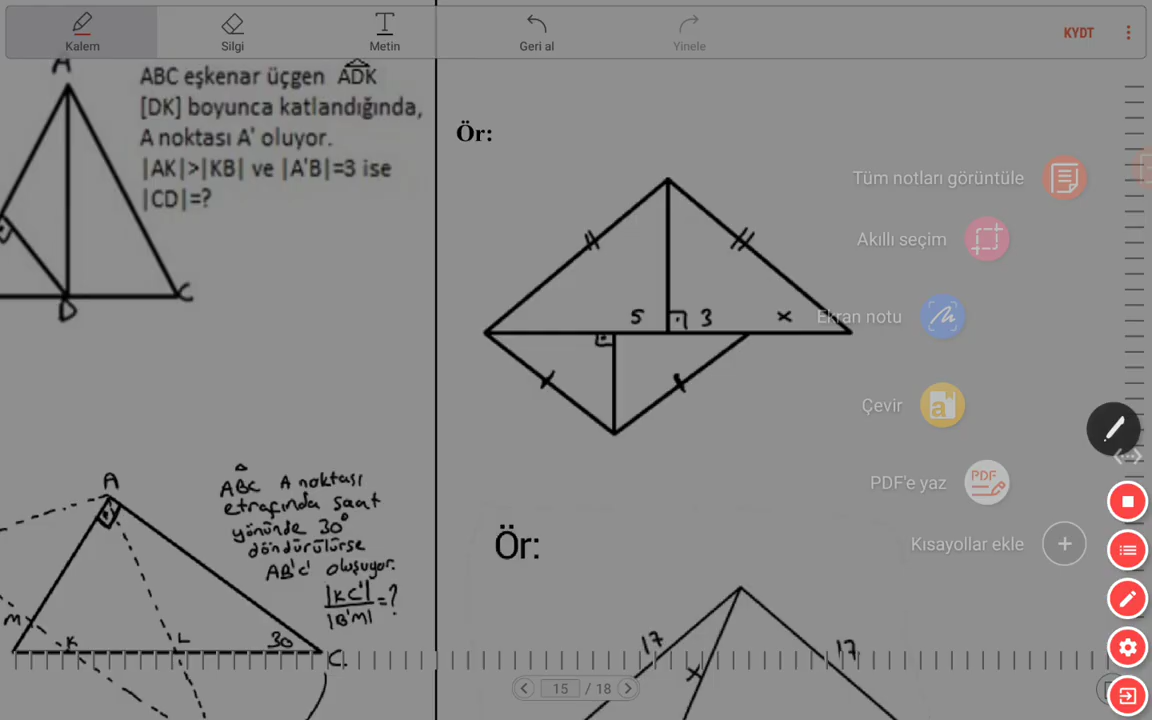 Kalem
Silgi
Metin
Geri al
Yinele
KYDT
A
ABC eşkenar üçgen ADK
[DK] boyunca katlandığında,
A noktası A' oluyor.
|AK|>|KB| ve |A'B|=3 ise
|CD|=?
D
C
Ör:
5
3
x
Tüm notları görüntüle
Akıllı seçim
Ekran notu
Çevir
a
PDF'e yaz
PDF
Kısayollar ekle
A
ABC A noktası
etrafında saat
yönünde 30°
döndürülürse
AB'C' oluşuyor.
|KC'|
|B'M|
=?
M
K
L
30
C
Ör:
17
x
17
15 / 18